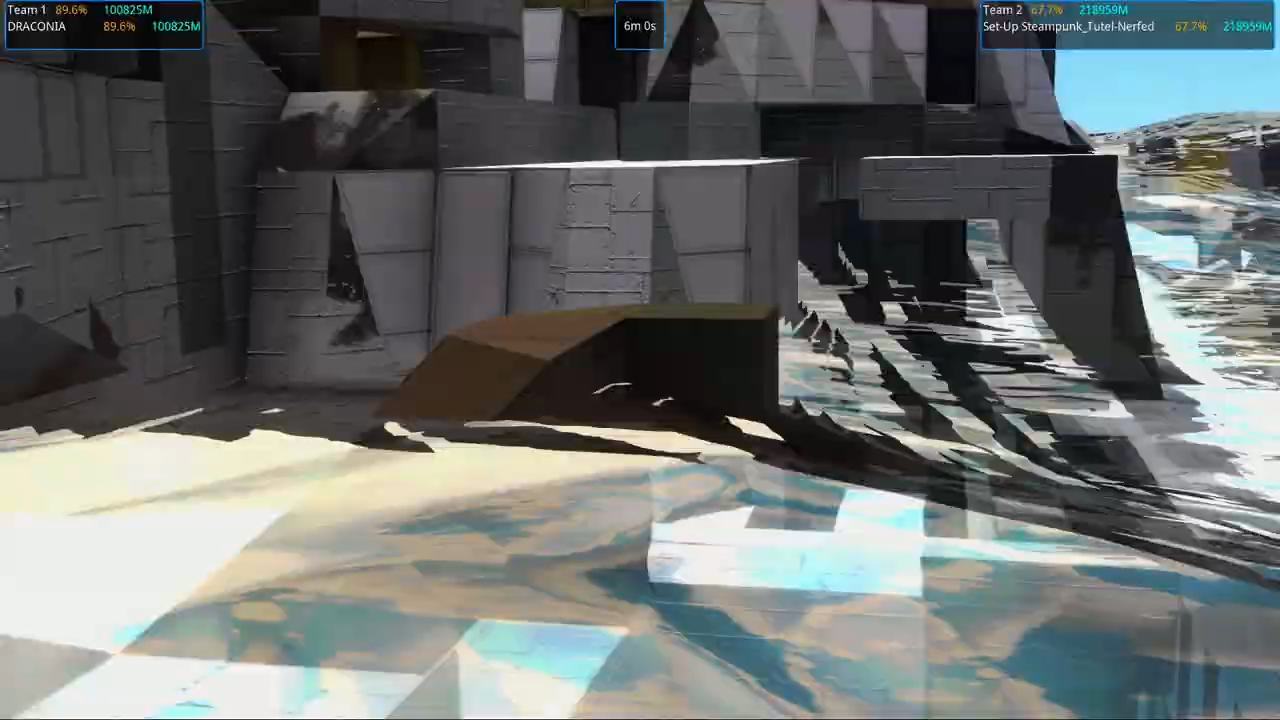 Team 1 89.6% 100825M
DRACONIA 89.6% 100825M
6m 0s
Team 2 67.7% 218959M
Set-Up Steampunk_Tutel-Nerfed 67.7% 218959M